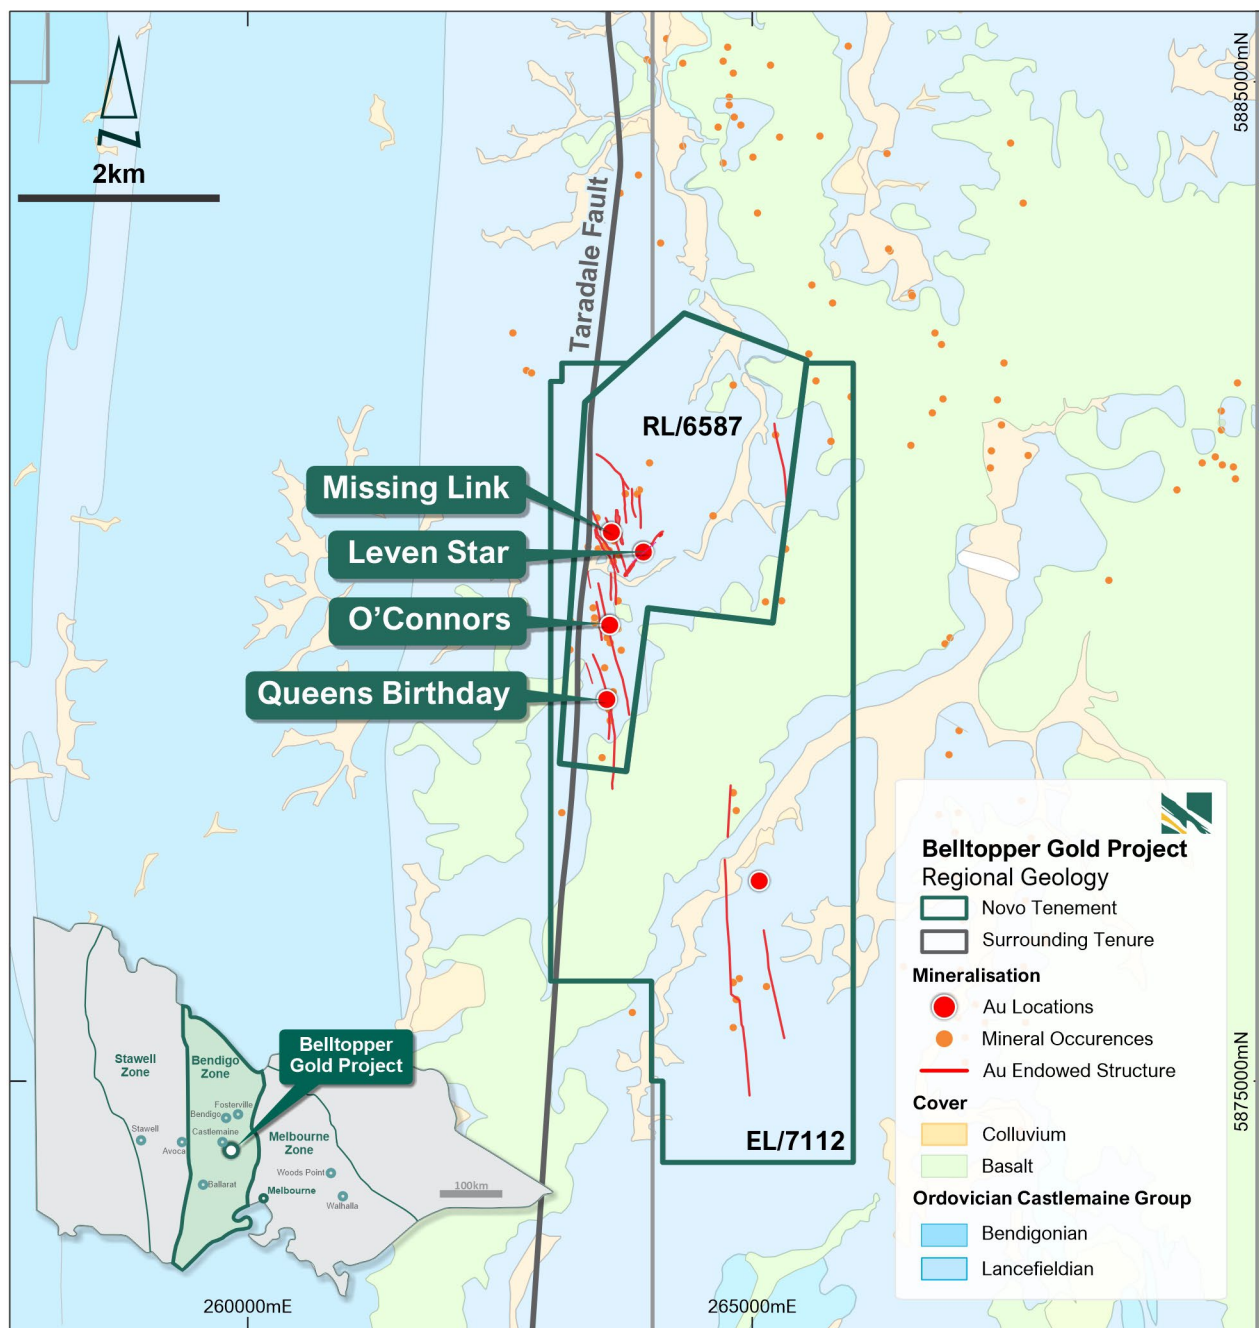 5885000mN
N
2km
Taradale Fault
RL/6587
Missing Link
Leven Star
O’Connors
Queens Birthday
EL/7112
Belltopper Gold Project
Regional Geology
Novo Tenement
Surrounding Tenure
Mineralisation
Au Locations
Mineral Occurences
Au Endowed Structure
Cover
Colluvium
Basalt
Ordovician Castlemaine Group
Bendigonian
Lancefieldian
5875000mN
Belltopper
Gold Project
Stawell
Zone
Bendigo
Zone
Fosterville
Bendigo
Stawell
Castlemaine
Avoca
Melbourne
Zone
Woods Point
Ballarat
Melbourne
Walhalla
100km
260000mE
265000mE